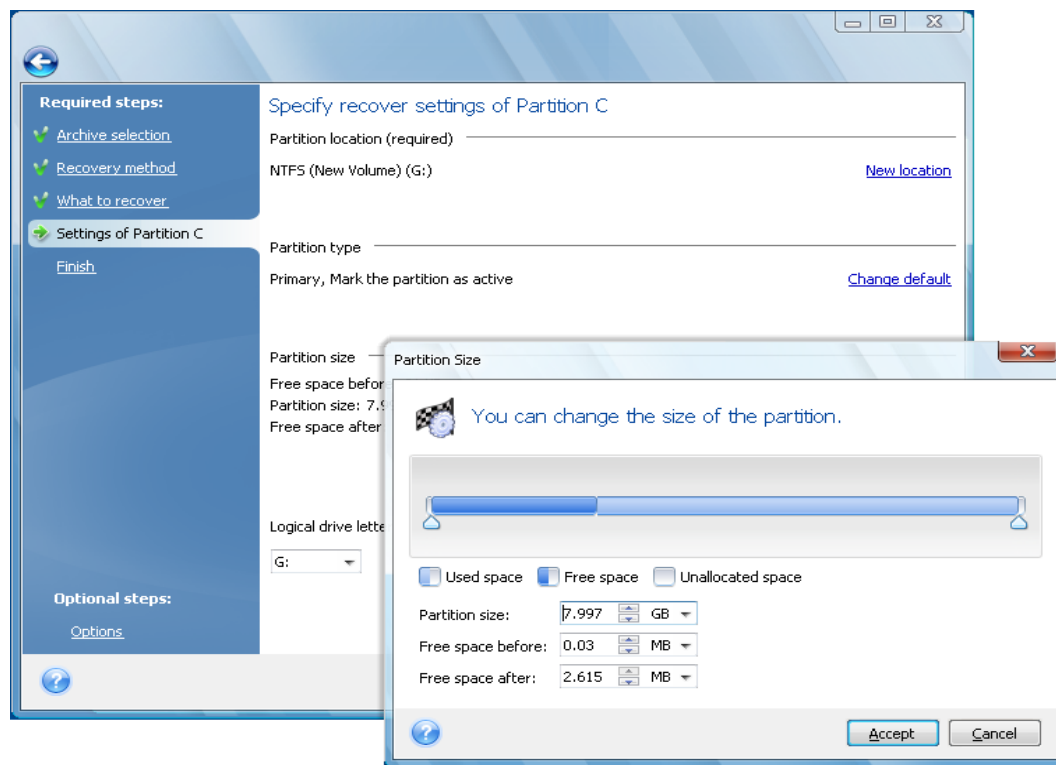 Required steps:
Archive selection
Recovery method
What to recover
Settings of Partition C
Finish
Optional steps:
Options
Specify recover settings of Partition C
Partition location (required)
NTFS (New Volume) (G:) New location
Partition type
Primary, Mark the partition as active Change default
Partition size
Free space befor
Partition size: 7.9
Free space after
Logical drive lette
G:
Partition Size
You can change the size of the partition.
Used space Free space Unallocated space
Partition size: 7.997 GB
Free space before: 0.03 MB
Free space after: 2.615 MB
Accept Cancel